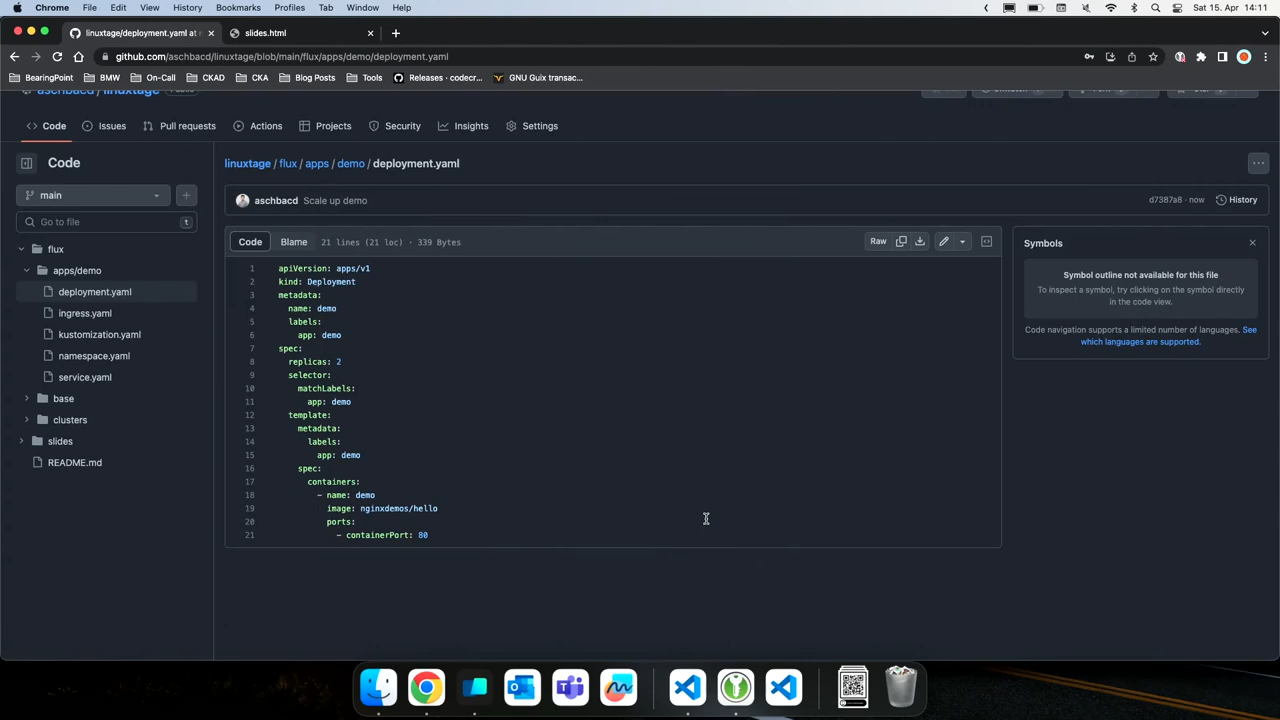 Chrome File Edit View History Bookmarks Profiles Tab Window Help Sat 15. Apr 14:11
linuxtage/deployment.yaml at m slides.html
github.com/aschbacd/linuxtage/blob/main/flux/apps/demo/deployment.yaml
BearingPoint BMW On-Call CKAD CKA Blog Posts Tools Releases · codecr... GNU Guix transac...
aschbacd / linuxtage
Code Issues Pull requests Actions Projects Security Insights Settings
Code
main
Go to file t
flux
apps/demo
deployment.yaml
ingress.yaml
kustomization.yaml
namespace.yaml
service.yaml
base
clusters
slides
README.md
linuxtage / flux / apps / demo / deployment.yaml
aschbacd Scale up demo d7387a8 · now History
Code Blame 21 lines (21 loc) · 339 Bytes Raw
1 apiVersion: apps/v1
2 kind: Deployment
3 metadata:
4 name: demo
5 labels:
6 app: demo
7 spec:
8 replicas: 2
9 selector:
10 matchLabels:
11 app: demo
12 template:
13 metadata:
14 labels:
15 app: demo
16 spec:
17 containers:
18 - name: demo
19 image: nginxdemos/hello
20 ports:
21 - containerPort: 80
Symbols
Symbol outline not available for this file
To inspect a symbol, try clicking on the symbol directly
in the code view.
Code navigation supports a limited number of languages. See
which languages are supported.